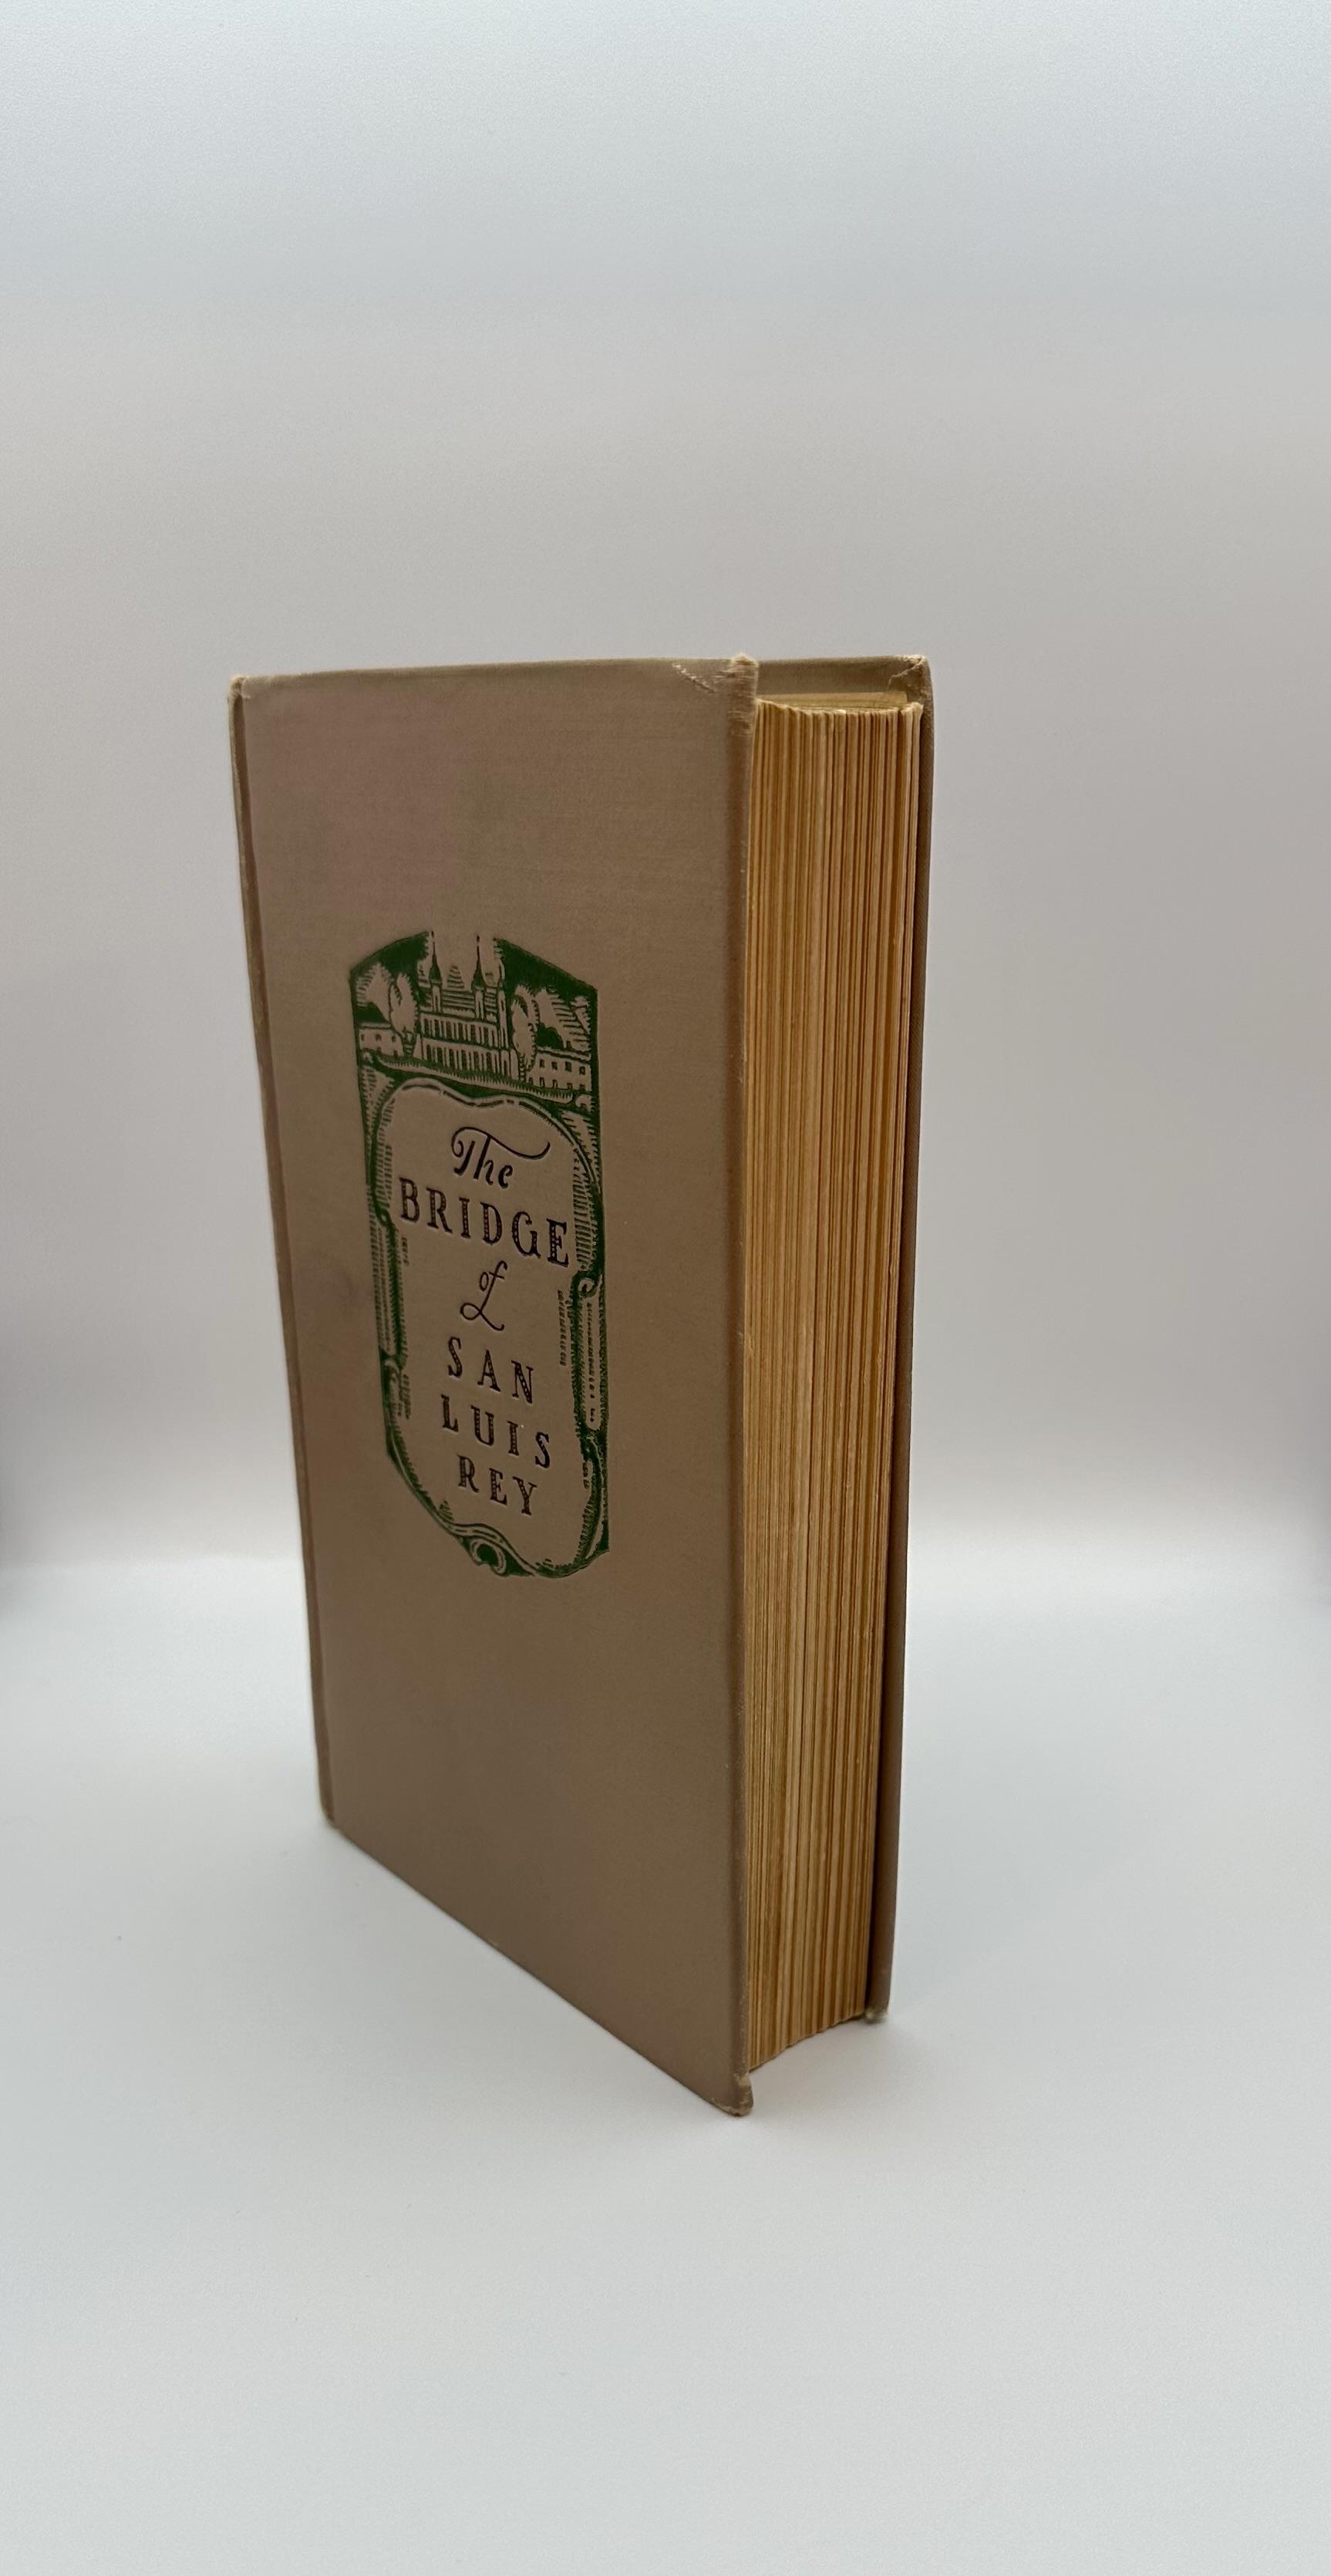 The
BRIDGE
of
SAN
LUIS
REY